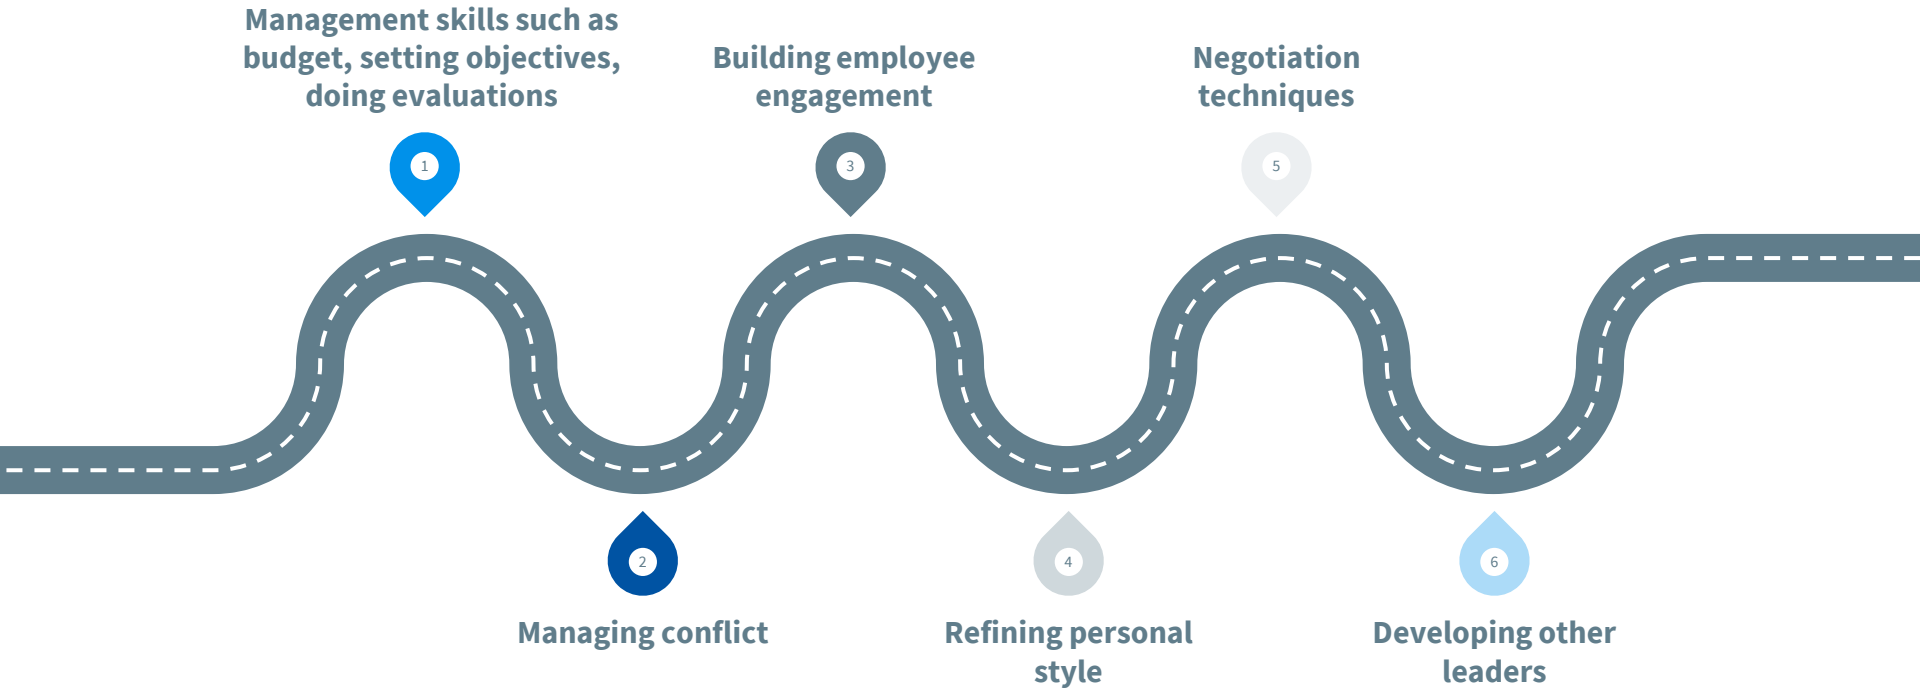 Management skills such as
budget, setting objectives,
doing evaluations
1
2
Managing conflict
Building employee
engagement
3
4
Refining personal
style
Negotiation
techniques
5
6
Developing other
leaders